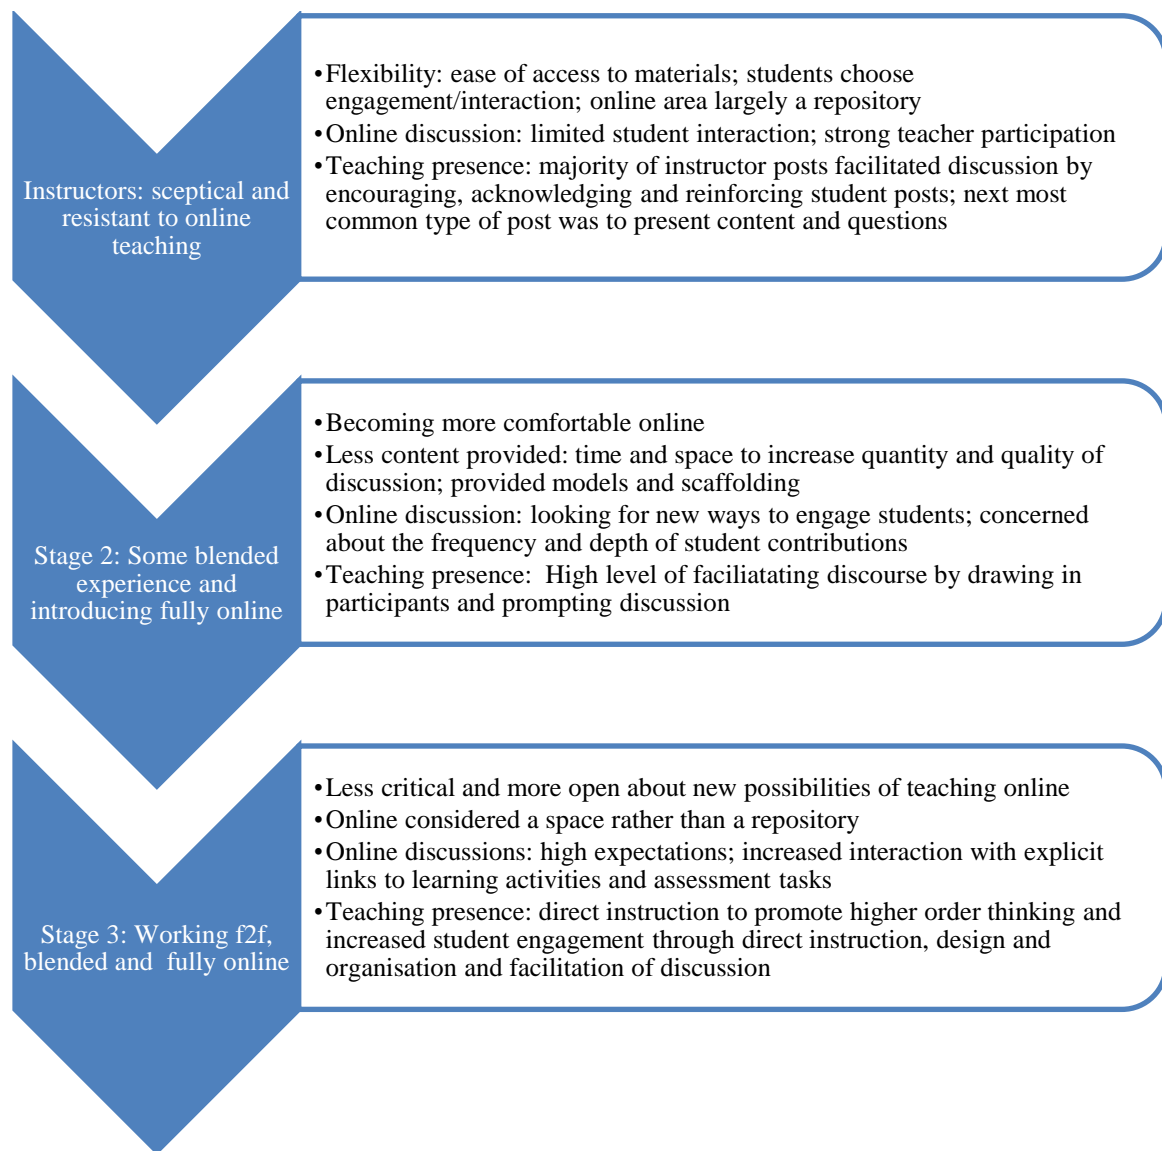 Instructors: sceptical and
resistant to online
teaching
•Flexibility: ease of access to materials; students choose
engagement/interaction; online area largely a repository
•Online discussion: limited student interaction; strong teacher participation
•Teaching presence: majority of instructor posts facilitated discussion by
encouraging, acknowledging and reinforcing student posts; next most
common type of post was to present content and questions
Stage 2: Some blended
experience and
introducing fully online
•Becoming more comfortable online
•Less content provided: time and space to increase quantity and quality of
discussion; provided models and scaffolding
•Online discussion: looking for new ways to engage students; concerned
about the frequency and depth of student contributions
•Teaching presence:  High level of faciliatating discourse by drawing in
participants and prompting discussion
Stage 3: Working f2f,
blended and  fully online
•Less critical and more open about new possibilities of teaching online
•Online considered a space rather than a repository
•Online discussions: high expectations; increased interaction with explicit
links to learning activities and assessment tasks
•Teaching presence: direct instruction to promote higher order thinking and
increased student engagement through direct instruction, design and
organisation and facilitation of discussion